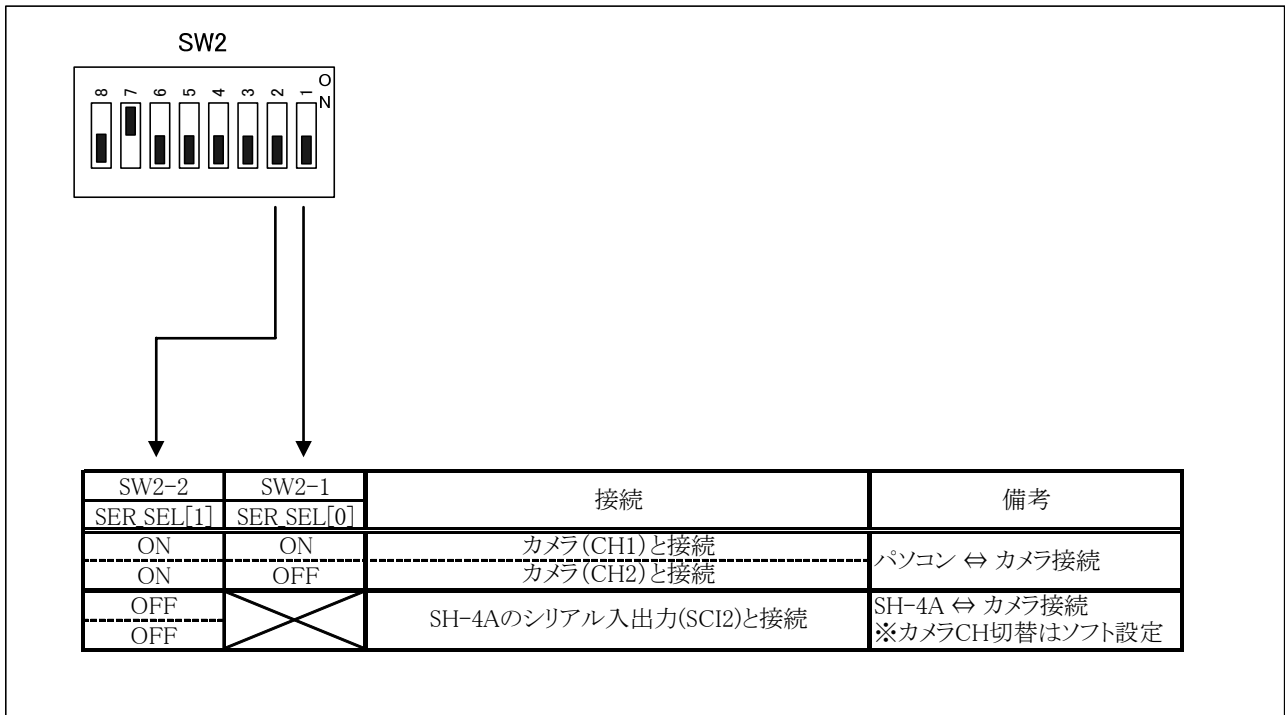 SW2
8 7 6 5 4 3 2 1 ON
SW2-2 SW2-1 接続 備考
SER_SEL[1] SER_SEL[0]
ON ON カメラ(CH1)と接続 パソコン ⇔ カメラ接続
ON OFF カメラ(CH2)と接続
OFF SH-4Aのシリアル入出力(SCI2)と接続 SH-4A ⇔ カメラ接続
OFF ※カメラCH切替はソフト設定